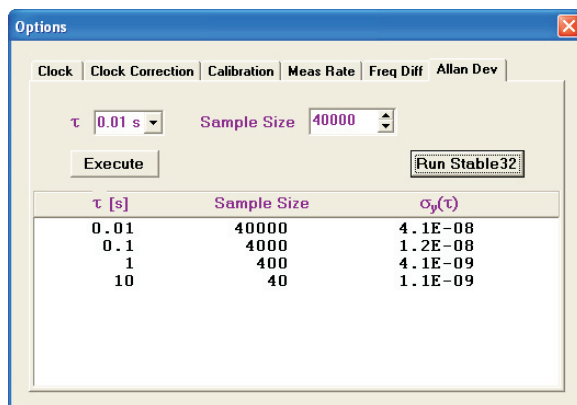 Options
Clock Clock Correction Calibration Meas Rate Freq Diff Allan Dev
τ 0.01 s Sample Size 40000
Execute Run Stable32
τ [s] Sample Size σy(τ)
0.01 40000 4.1E-08
0.1 4000 1.2E-08
1 400 4.1E-09
10 40 1.1E-09